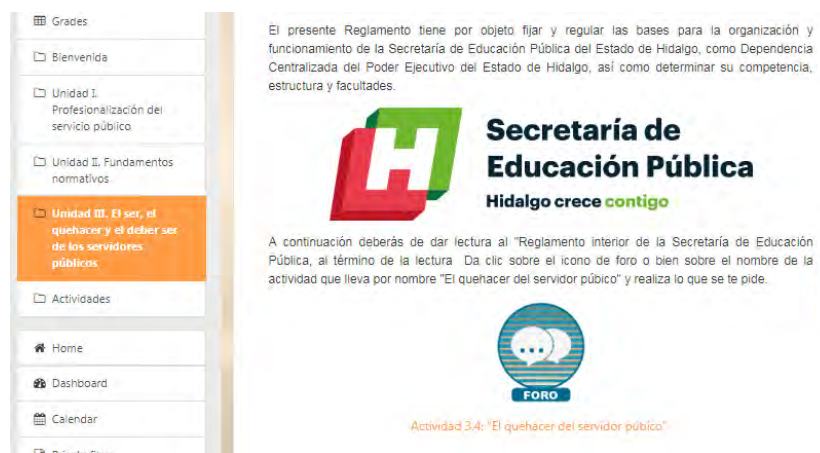 Grades
Bienvenida
Unidad I.
Profesionalización del
servicio público
Unidad II. Fundamentos
normativos
Unidad III. El ser, el
quehacer y el deber ser
de los servidores
públicos
Actividades
Home
Dashboard
Calendar
El presente Reglamento tiene por objeto fijar y regular las bases para la organización y
funcionamiento de la Secretaría de Educación Pública del Estado de Hidalgo, como Dependencia
Centralizada del Poder Ejecutivo del Estado de Hidalgo, así como determinar su competencia,
estructura y facultades.
H
Secretaría de
Educación Pública
Hidalgo crece contigo
A continuación deberás de dar lectura al "Reglamento interior de la Secretaría de Educación
Pública, al término de la lectura Da clic sobre el icono de foro o bien sobre el nombre de la
actividad que lleva por nombre "El quehacer del servidor púbico" y realiza lo que se te pide.
FORO
Actividad 3.4: "El quehacer del servidor púbico"